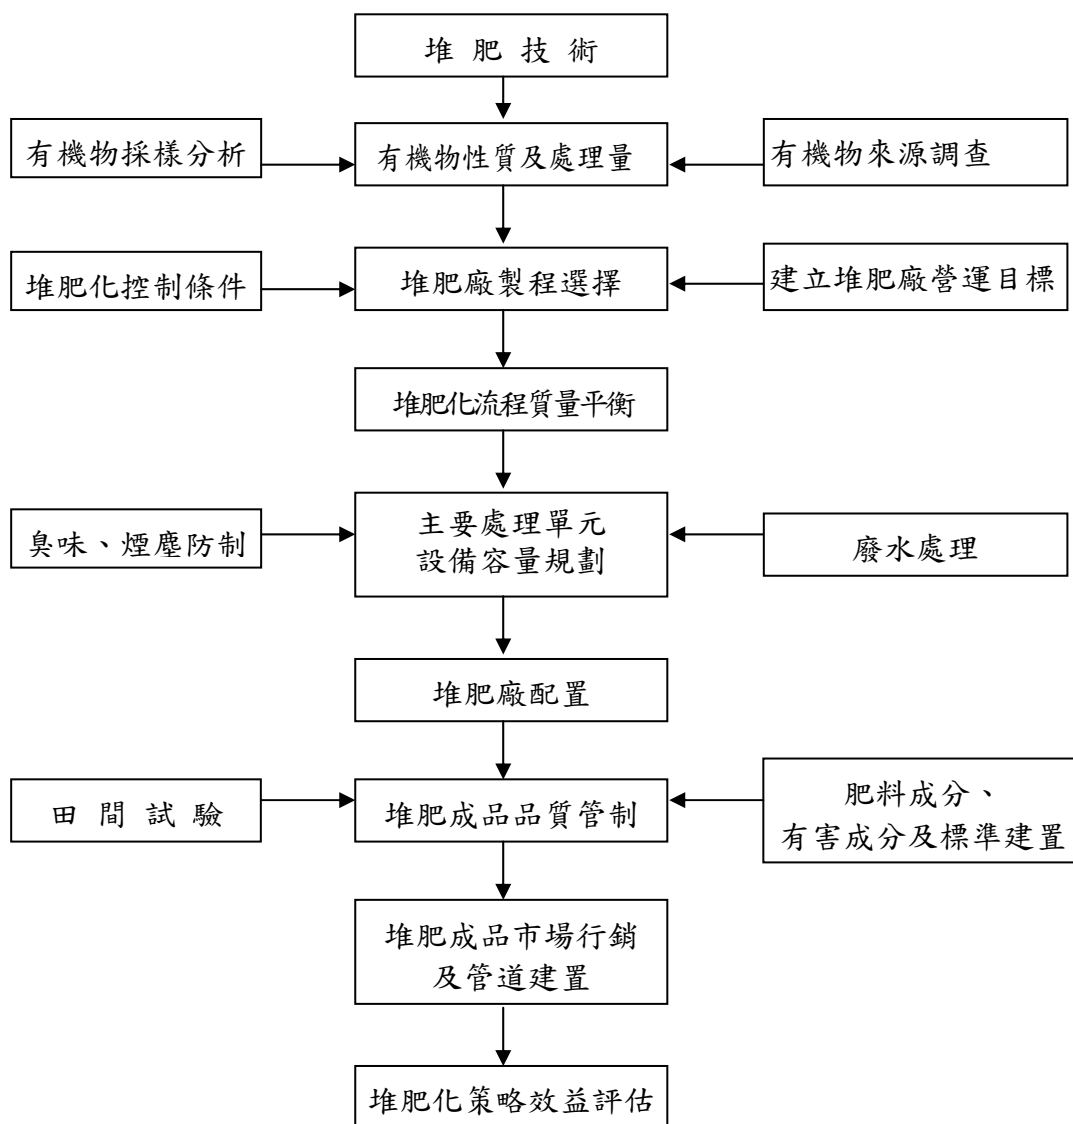 堆肥技術
有機物採樣分析
有機物性質及處理量
有機物來源調查
堆肥化控制條件
堆肥廠製程選擇
建立堆肥廠營運目標
堆肥化流程質量平衡
臭味、煙塵防制
主要處理單元
設備容量規劃
廢水處理
堆肥廠配置
田間試驗
堆肥成品品質管制
肥料成分、
有害成分及標準建置
堆肥成品市場行銷
及管道建置
堆肥化策略效益評估